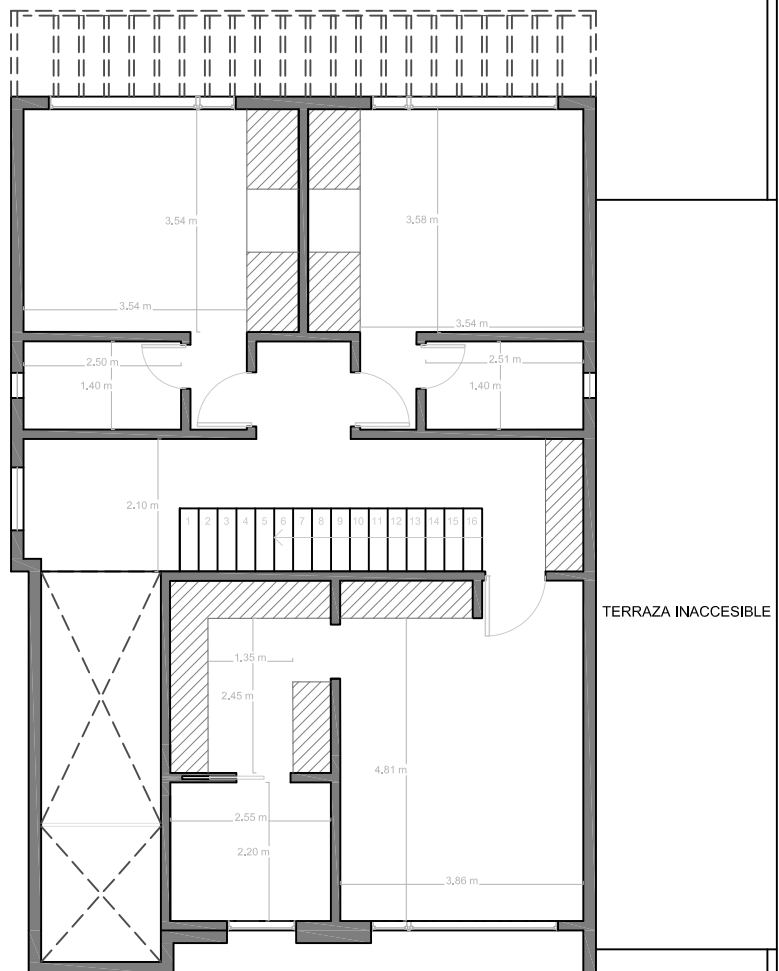 3.54 m
3.58 m
3.54 m
3.54 m
2.50 m
2.51 m
1.40 m
1.40 m
2.10 m
1 2 3 4 5 6 7 8 9 10 11 12 13 14 15 16
TERRAZA INACCESIBLE
1.35 m
2.45 m
4.81 m
2.55 m
2.20 m
3.86 m